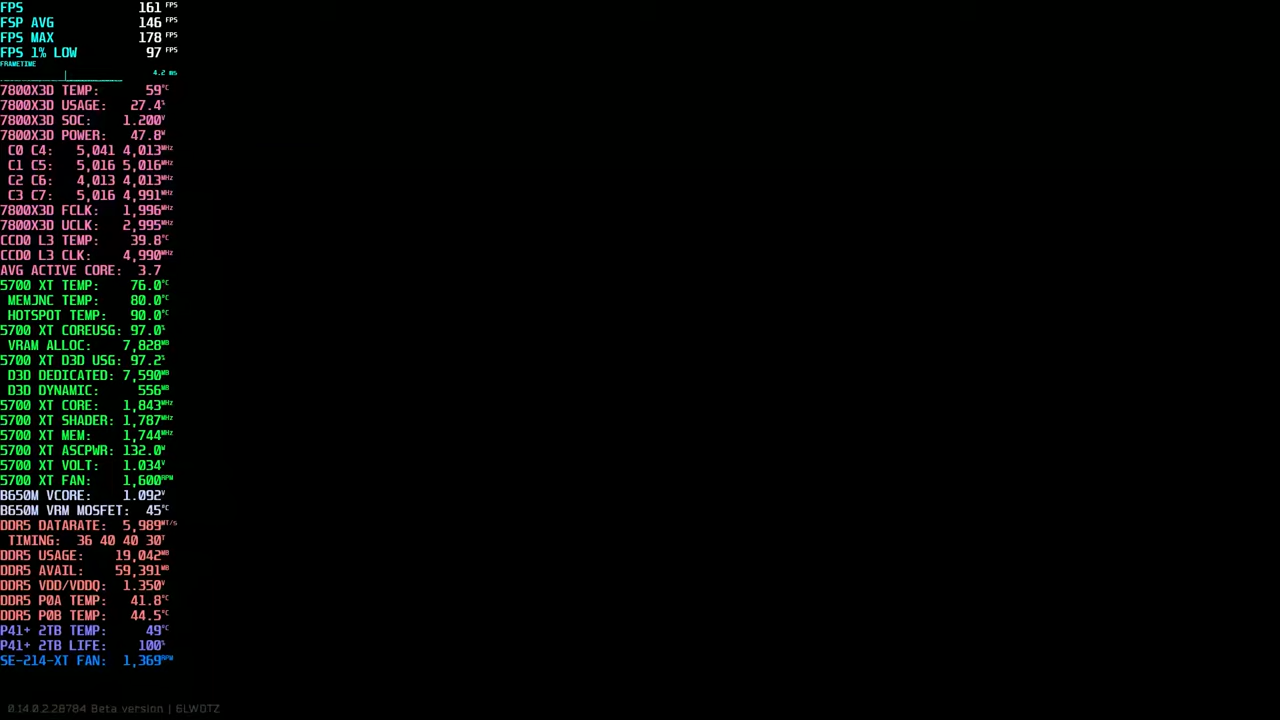 FPS 161 FPS
FSP AVG 146 FPS
FPS MAX 178 FPS
FPS 1% LOW 97 FPS
FRAMETIME
4.2 ms
7800X3D TEMP: 59°C
7800X3D USAGE: 27.4%
7800X3D SOC: 1.200V
7800X3D POWER: 47.8W
C0 C4: 5,041 4,013MHz
C1 C5: 5,016 5,016MHz
C2 C6: 4,013 4,013MHz
C3 C7: 5,016 4,991MHz
7800X3D FCLK: 1,996MHz
7800X3D UCLK: 2,995MHz
CCD0 L3 TEMP: 39.8°C
CCD0 L3 CLK: 4,990MHz
AVG ACTIVE CORE: 3.7
5700 XT TEMP: 76.0°C
MEMJNC TEMP: 80.0°C
HOTSPOT TEMP: 90.0°C
5700 XT COREUSG: 97.0%
VRAM ALLOC: 7,828MB
5700 XT D3D USG: 97.2%
D3D DEDICATED: 7,590MB
D3D DYNAMIC: 556MB
5700 XT CORE: 1,843MHz
5700 XT SHADER: 1,787MHz
5700 XT MEM: 1,744MHz
5700 XT ASCPWR: 132.0W
5700 XT VOLT: 1.034V
5700 XT FAN: 1,600RPM
B650M VCORE: 1.092V
B650M VRM MOSFET: 45°C
DDR5 DATARATE: 5,989MT/s
TIMING: 36 40 40 30T
DDR5 USAGE: 19,042MB
DDR5 AVAIL: 59,391MB
DDR5 VDD/VDDQ: 1.350V
DDR5 P0A TEMP: 41.8°C
DDR5 P0B TEMP: 44.5°C
P41+ 2TB TEMP: 49°C
P41+ 2TB LIFE: 100%
SE-214-XT FAN: 1,369RPM
0.14.0.2.28784 Beta version | 6LWOTZ